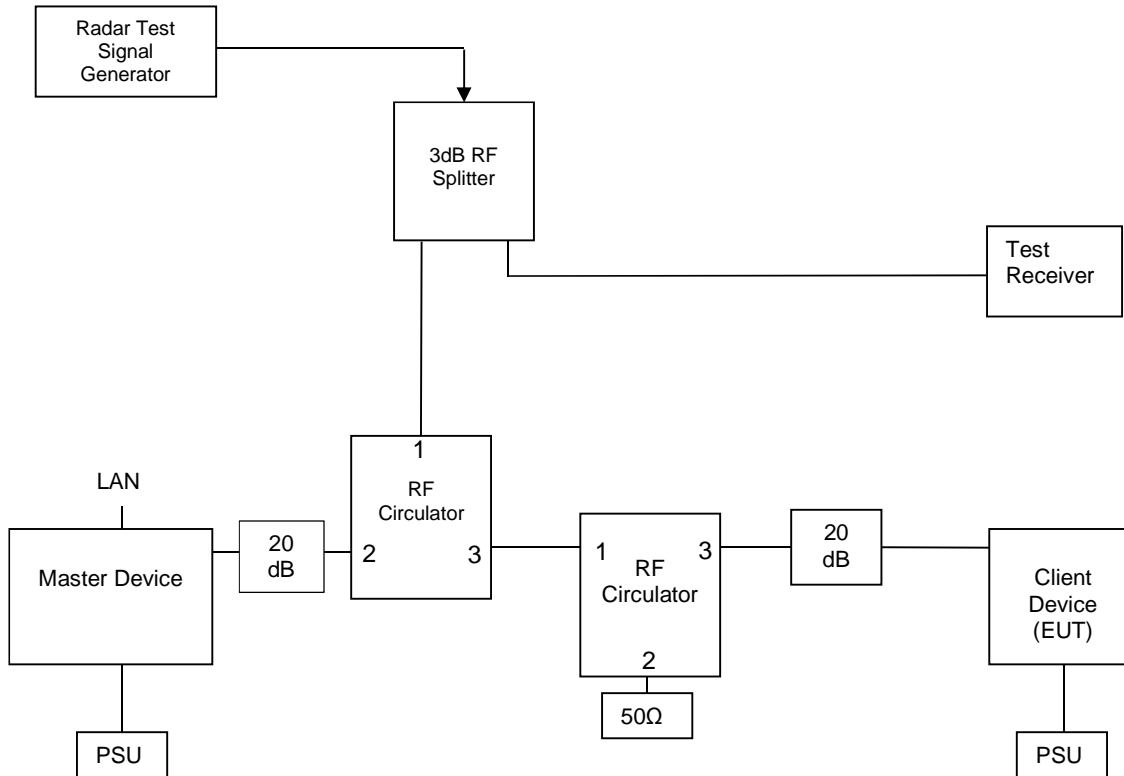 Radar Test
Signal
Generator
3dB RF
Splitter
Test
Receiver
1
RF
Circulator
2
3
LAN
Master Device
20
dB
1
3
RF
Circulator
2
50Ω
20
dB
Client
Device
(EUT)
PSU
PSU